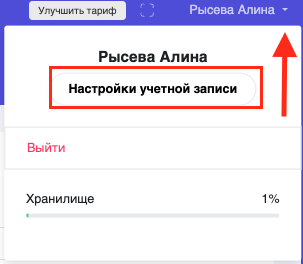 Улучшить тариф Рысева Алина
Рысева Алина
Настройки учетной записи
Выйти
Хранилище 1%